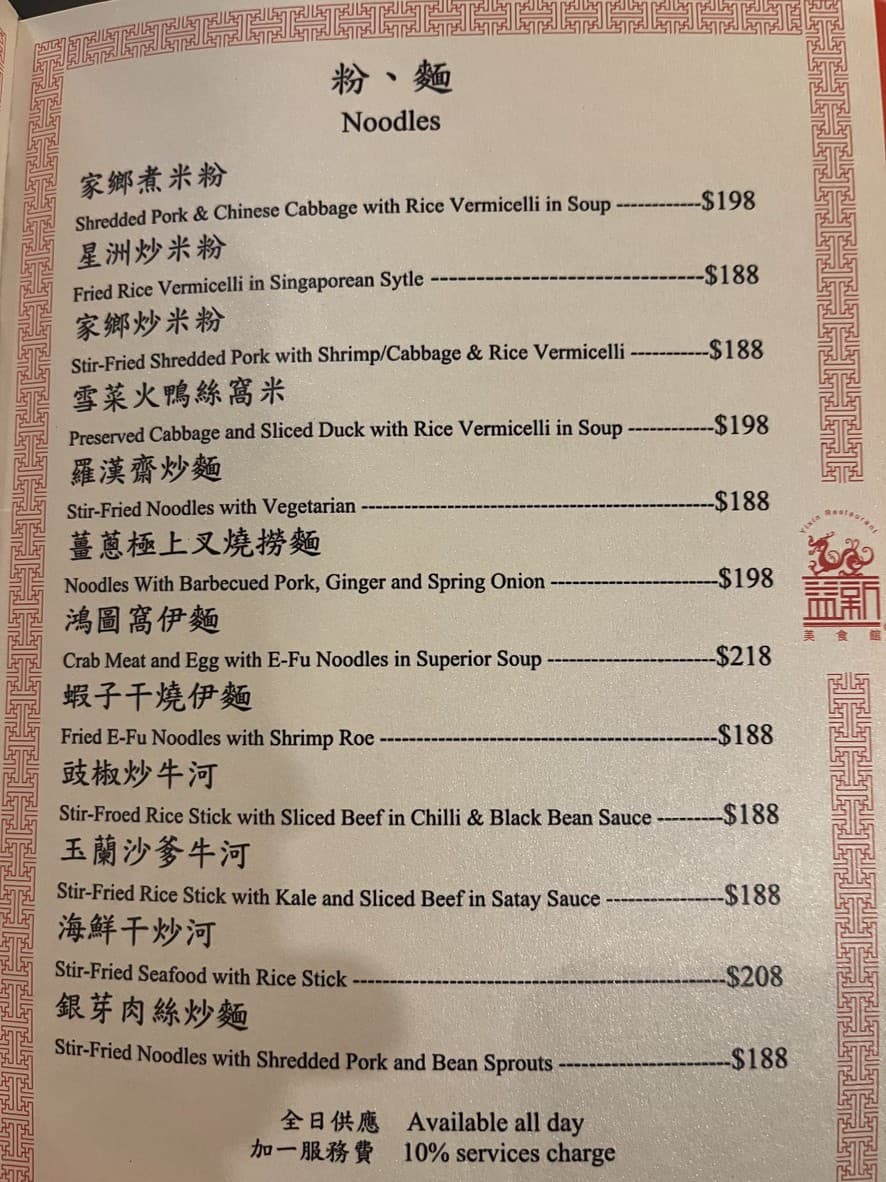 粉、麵
Noodles
家鄉煮米粉
Shredded Pork & Chinese Cabbage with Rice Vermicelli in Soup ------------$198
星洲炒米粉
Fried Rice Vermicelli in Singaporean Sytle --------------------------------$188
家鄉炒米粉
Stir-Fried Shredded Pork with Shrimp/Cabbage & Rice Vermicelli -----------$188
雪菜火鴨絲窩米
Preserved Cabbage and Sliced Duck with Rice Vermicelli in Soup ------------$198
羅漢齋炒麵
Stir-Fried Noodles with Vegetarian --------------------------------------------------$188
薑蔥極上叉燒撈麵
Noodles With Barbecued Pork, Ginger and Spring Onion -----------------------$198
鴻圖窩伊麵
Crab Meat and Egg with E-Fu Noodles in Superior Soup -----------------------$218
蝦子干燒伊麵
Fried E-Fu Noodles with Shrimp Roe ----------------------------------------------$188
豉椒炒牛河
Stir-Froed Rice Stick with Sliced Beef in Chilli & Black Bean Sauce ---------$188
玉蘭沙爹牛河
Stir-Fried Rice Stick with Kale and Sliced Beef in Satay Sauce ----------------$188
海鮮干炒河
Stir-Fried Seafood with Rice Stick --------------------------------------------------$208
銀芽肉絲炒麵
Stir-Fried Noodles with Shredded Pork and Bean Sprouts -----------------------$188
全日供應 Available all day
加一服務費 10% services charge
Yixin Restaurant
益新
美食館